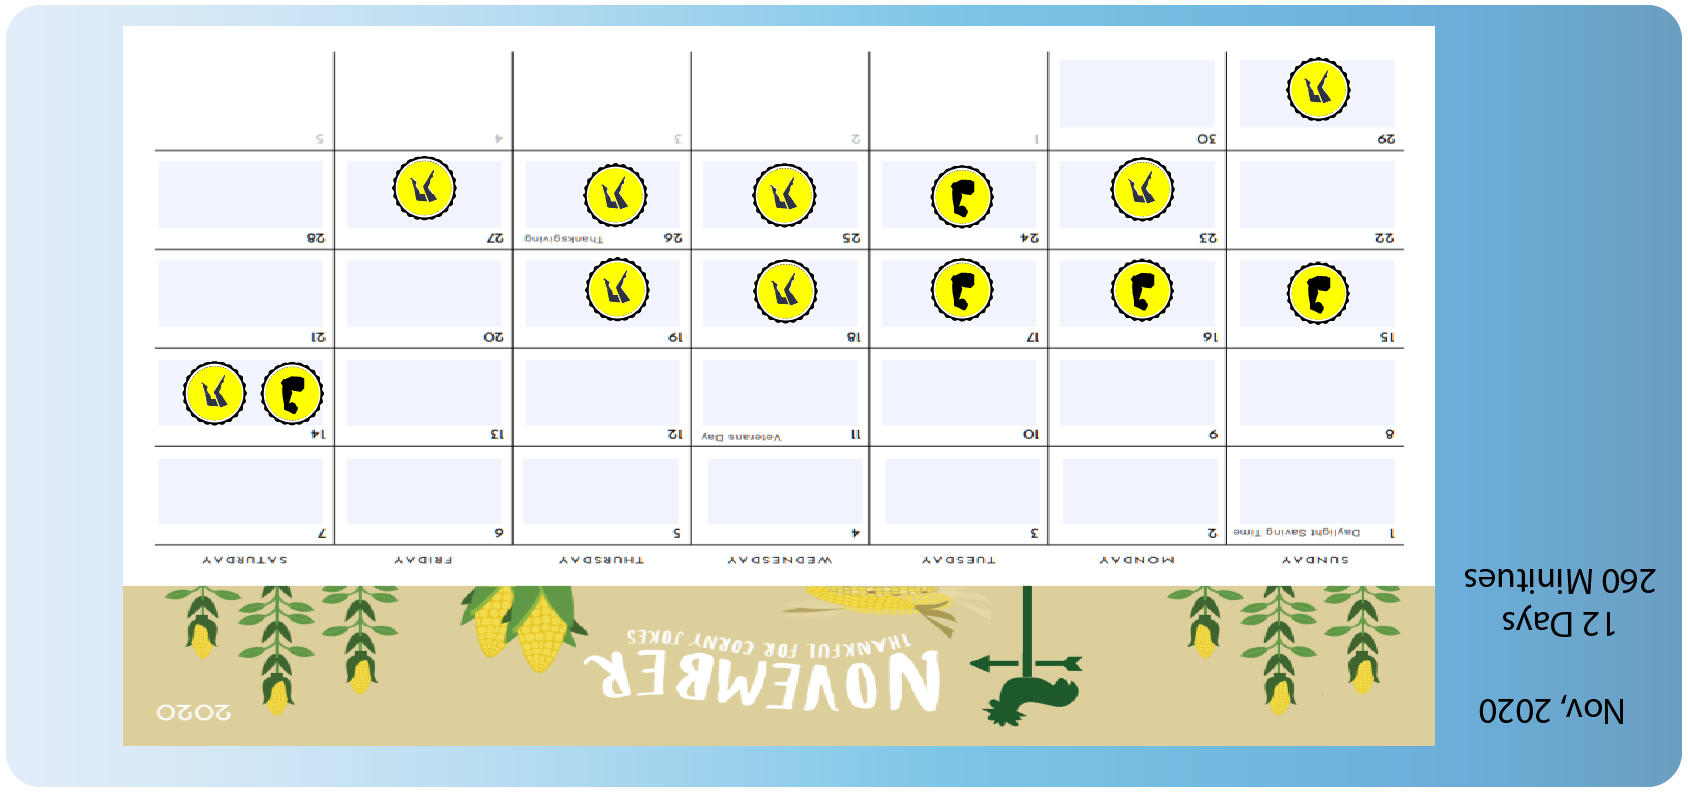 Nov, 2020
12 Days
260 Minitues
NOVEMBER
THANKFUL FOR CORNY JOKES
2020
SUNDAY MONDAY TUESDAY WEDNESDAY THURSDAY FRIDAY SATURDAY
1 Daylight Saving Time 2 3 4 5 6 7
8 9 10 11 Veterans Day 12 13 14
15 16 17 18 19 20 21
22 23 24 25 26 Thanksgiving 27 28
29 30 1 2 3 4 5